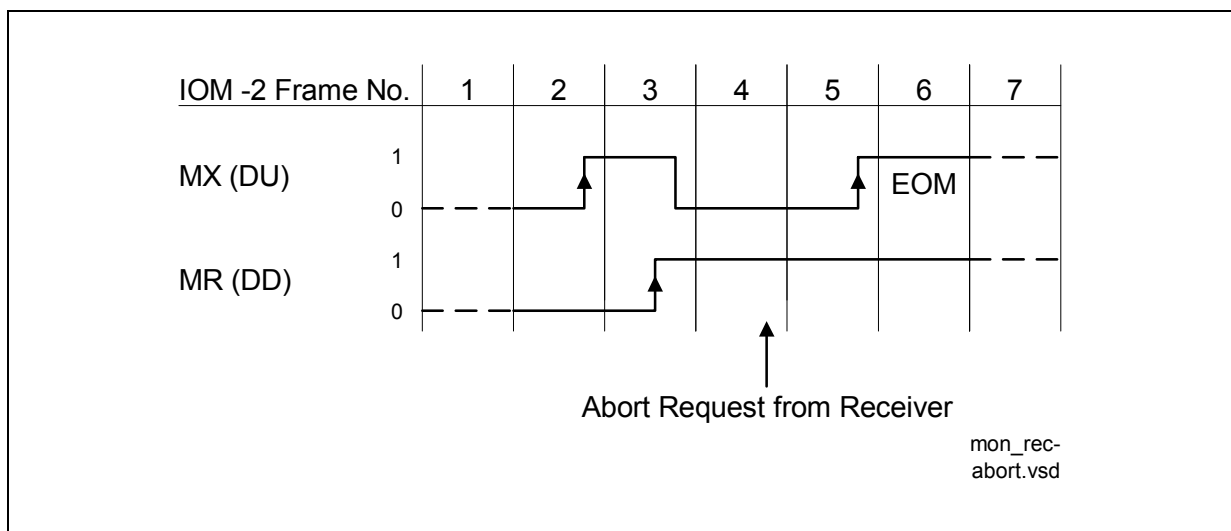 IOM -2 Frame No. 1 2 3 4 5 6 7
1
MX (DU)
EOM
0
1
MR (DD)
0
Abort Request from Receiver
mon_rec-
abort.vsd